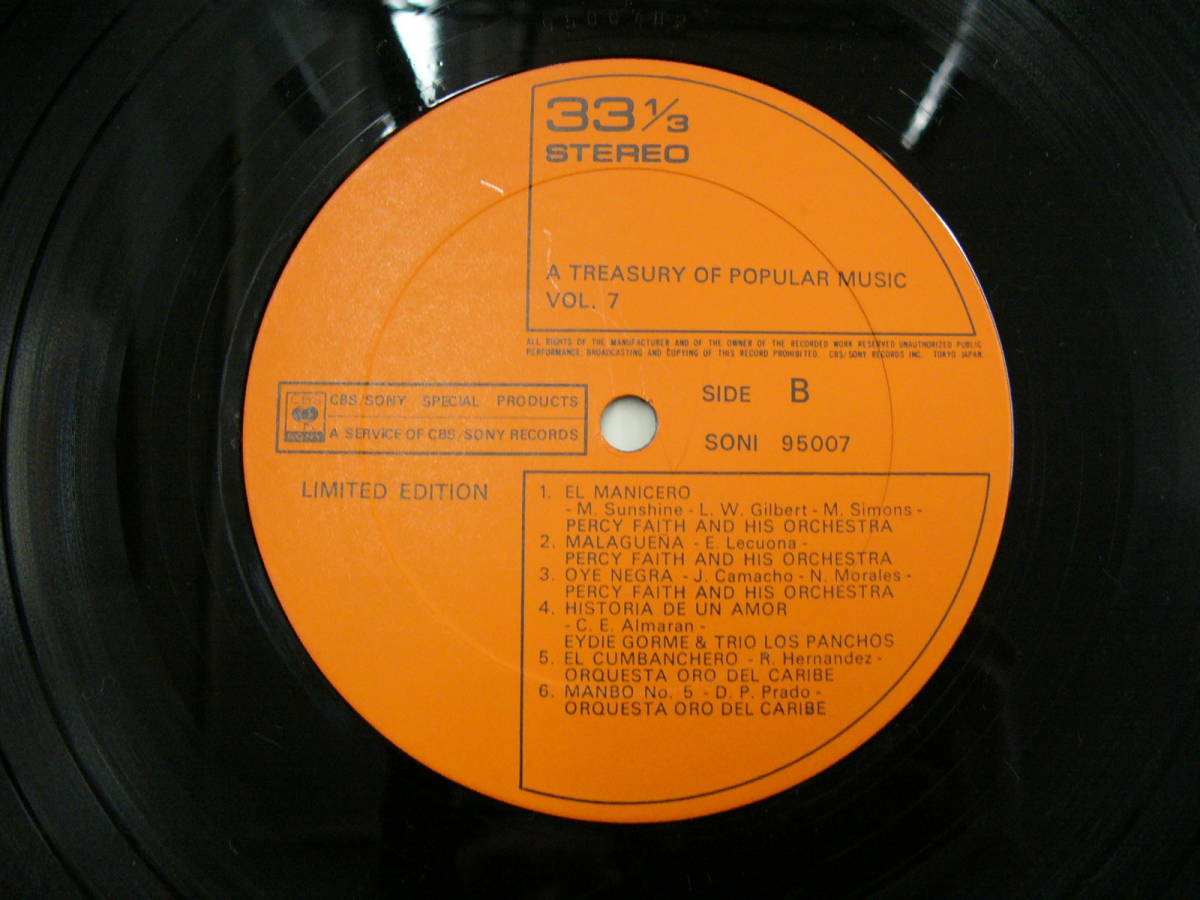 33 1/3
STEREO
A TREASURY OF POPULAR MUSIC
VOL. 7
ALL RIGHTS OF THE MANUFACTURER AND OF THE OWNER OF THE RECORDED WORK RESERVED UNAUTHORIZED PUBLIC
PERFORMANCE, BROADCASTING AND COPYING OF THIS RECORD PROHIBITED. CBS/SONY RECORDS INC. TOKYO JAPAN.
CBS
SONY
CBS/SONY SPECIAL PRODUCTS
A SERVICE OF CBS/SONY RECORDS
SIDE B
SONI 95007
LIMITED EDITION
1. EL MANICERO
- M. Sunshine - L. W. Gilbert - M. Simons -
PERCY FAITH AND HIS ORCHESTRA
2. MALAGUEÑA - E. Lecuona -
PERCY FAITH AND HIS ORCHESTRA
3. OYE NEGRA - J. Camacho - N. Morales -
PERCY FAITH AND HIS ORCHESTRA
4. HISTORIA DE UN AMOR
- C. E. Almaran -
EYDIE GORME & TRIO LOS PANCHOS
5. EL CUMBANCHERO - R. Hernandez -
ORQUESTA ORO DEL CARIBE
6. MANBO No. 5 - D. P. Prado -
ORQUESTA ORO DEL CARIBE